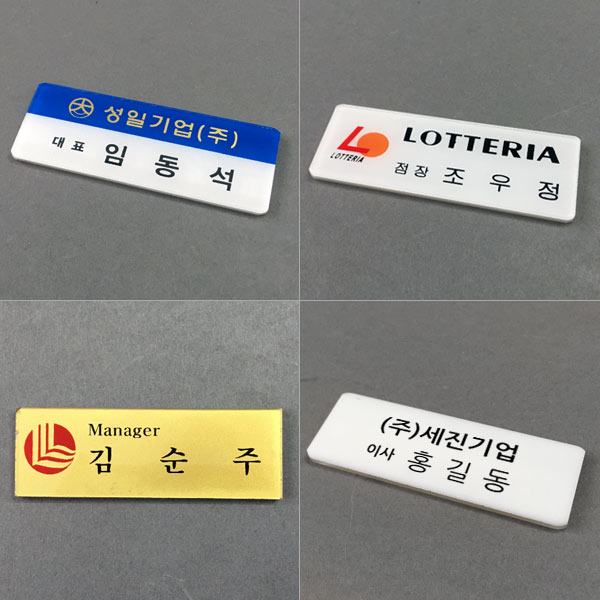 성일기업(주)
대표 임동석
LOTTERIA
LOTTERIA
점장 조우정
Manager
김순주
(주)세진기업
이사 홍길동